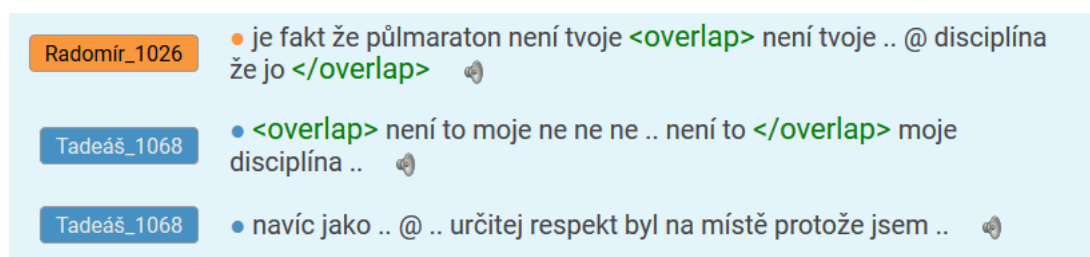 Radomír_1026
• je fakt že půlmaraton není tvoje <overlap> není tvoje .. @ disciplína
že jo </overlap>
Tadeáš_1068
• <overlap> není to moje ne ne ne .. není to </overlap> moje
disciplína ..
Tadeáš_1068
• navíc jako .. @ .. určitej respekt byl na místě protože jsem ..